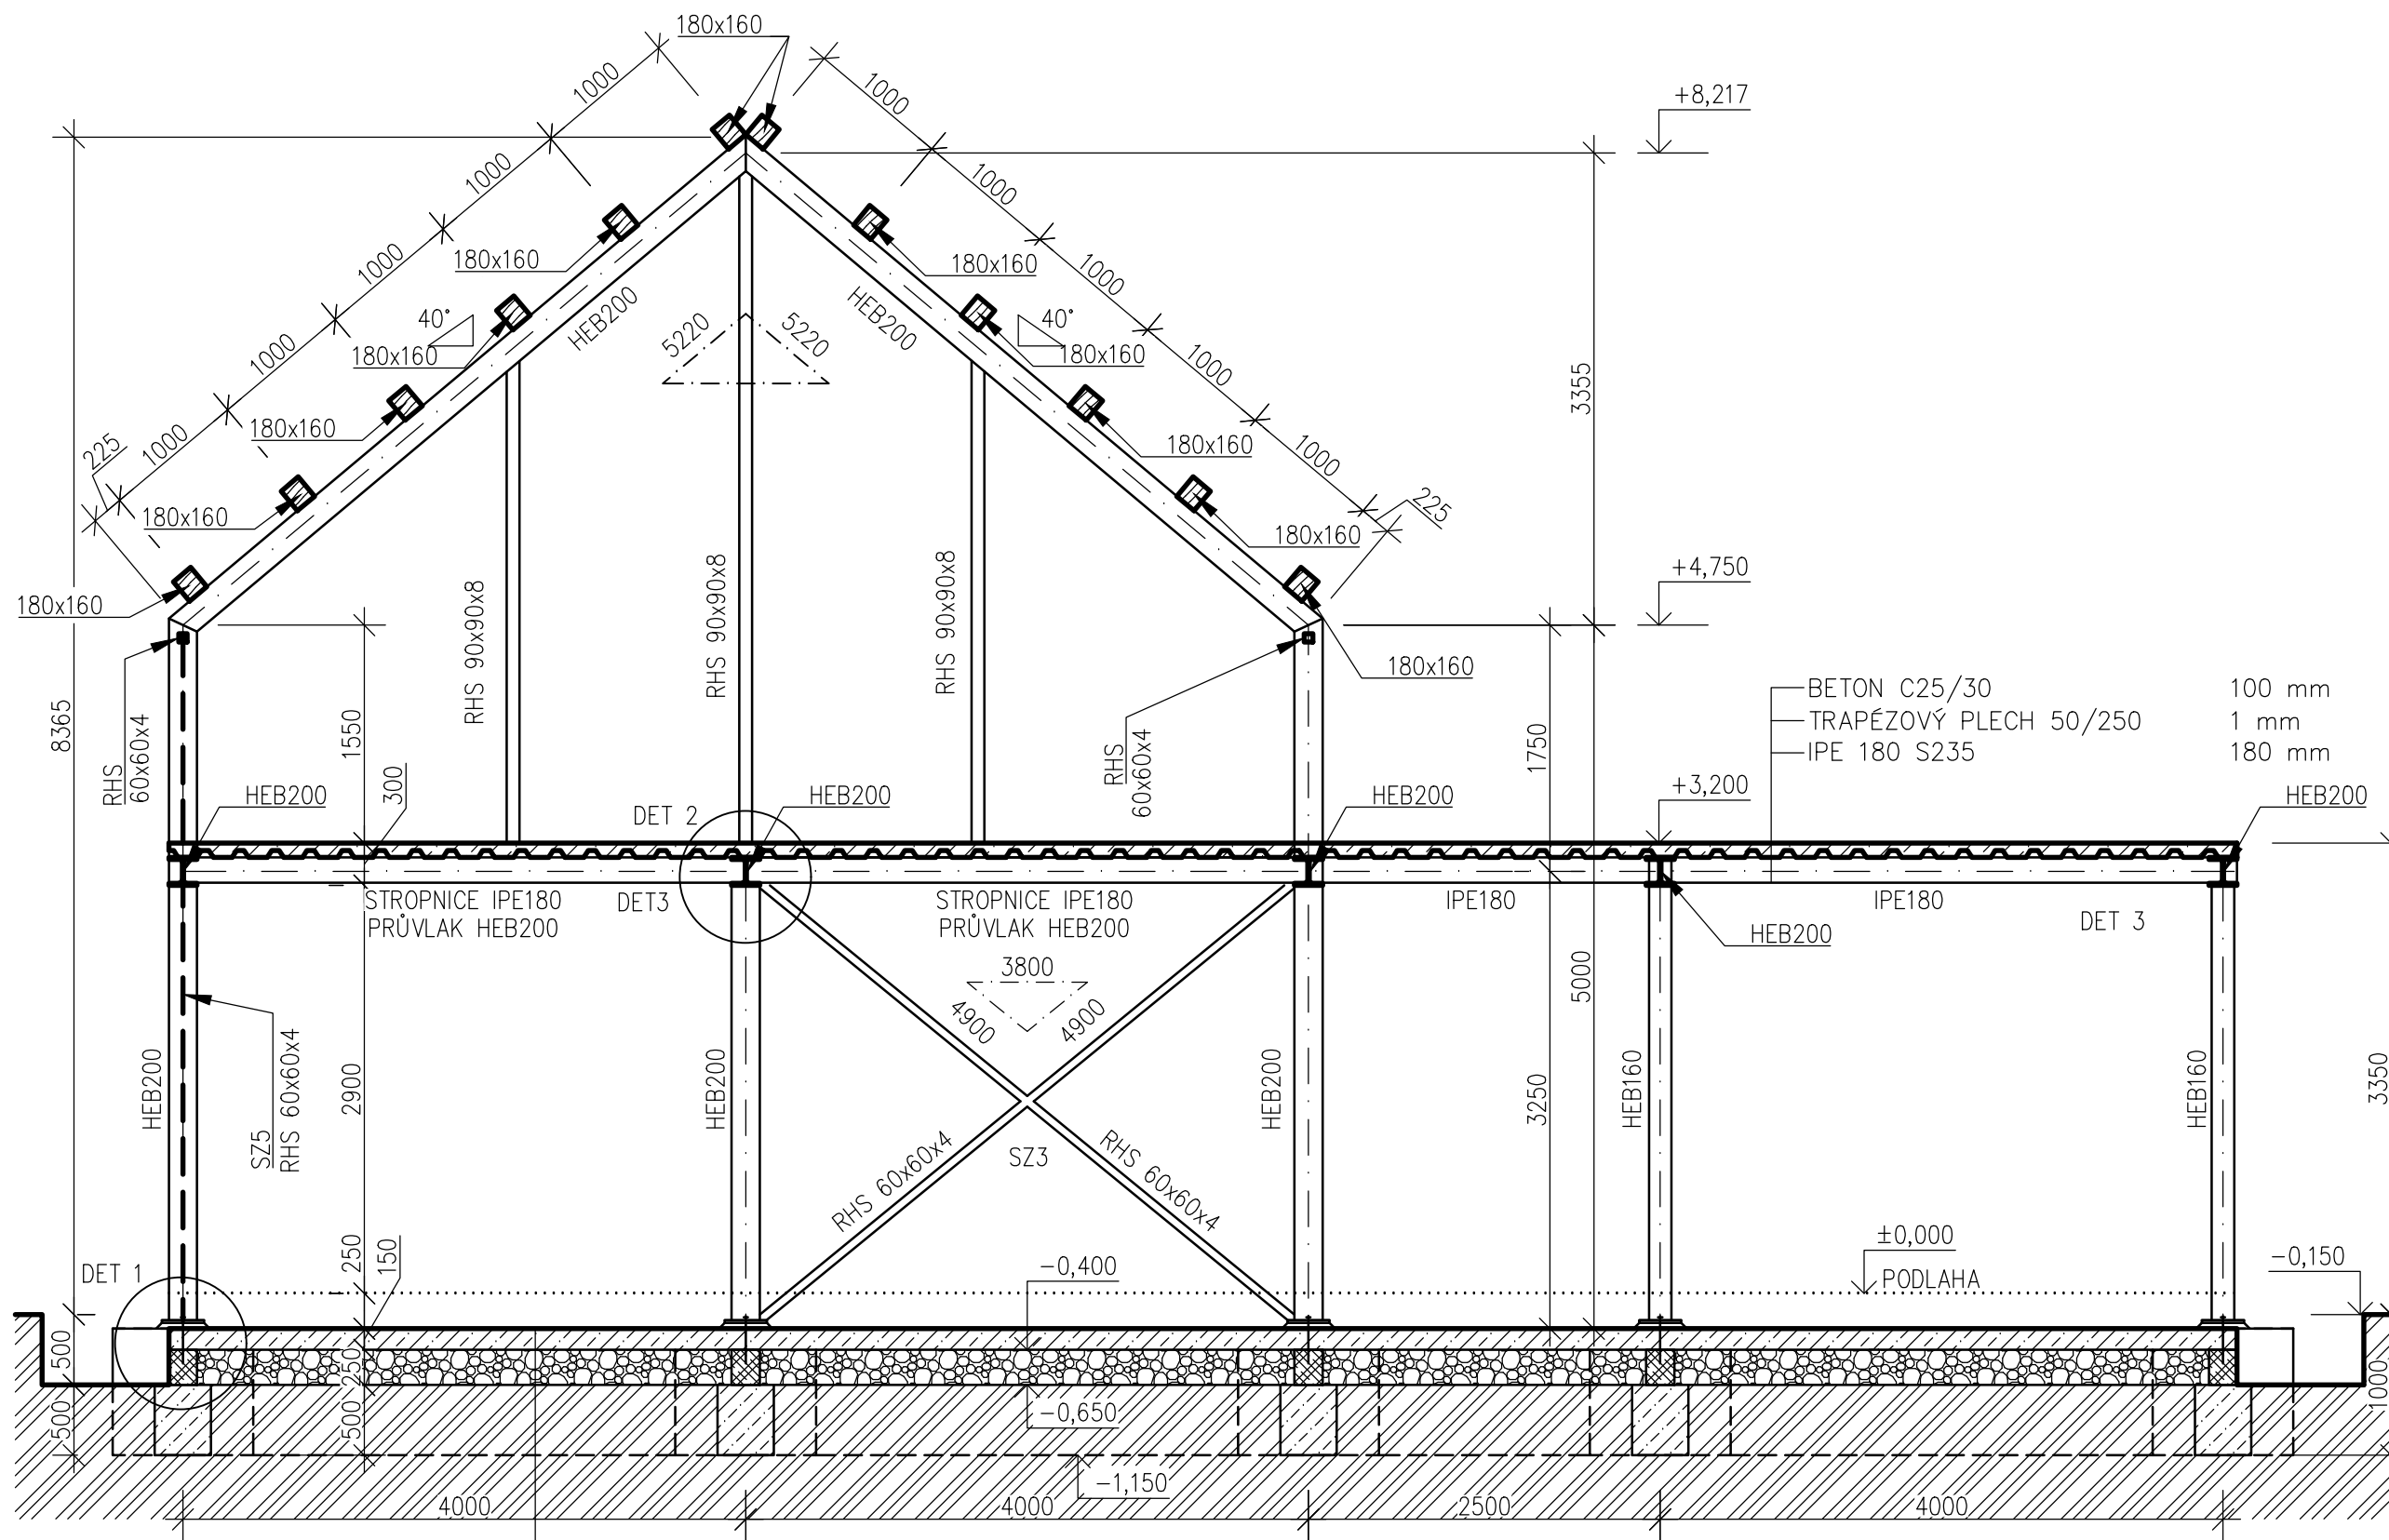 180x160
1000
1000
1000
1000
1000
225
1000
1000
1000
1000
1000
225
+8,217
180x160
180x160
180x160
180x160
180x160
180x160
180x160
180x160
180x160
180x160
40°
40°
HEB200
HEB200
5220
5220
3355
+4,750
RHS 90x90x8
RHS 90x90x8
RHS 90x90x8
8365
RHS
60x60x4
1550
300
RHS
60x60x4
1750
BETON C25/30 100 mm
TRAPÉZOVÝ PLECH 50/250 1 mm
IPE 180 S235 180 mm
+3,200
HEB200
DET 2
HEB200
HEB200
HEB200
STROPNICE IPE180
PRŮVLAK HEB200
DET3
STROPNICE IPE180
PRŮVLAK HEB200
IPE180
HEB200
IPE180
DET 3
3800
4900
4900
5000
HEB200
SZ5
RHS 60x60x4
2900
HEB200
HEB200
3250
HEB160
HEB160
3350
RHS 60x60x4
SZ3
RHS 60x60x4
DET 1
250
150
-0,400
±0,000
PODLAHA
-0,150
500
250
500
500
-0,650
-1,150
1000
4000
4000
2500
4000